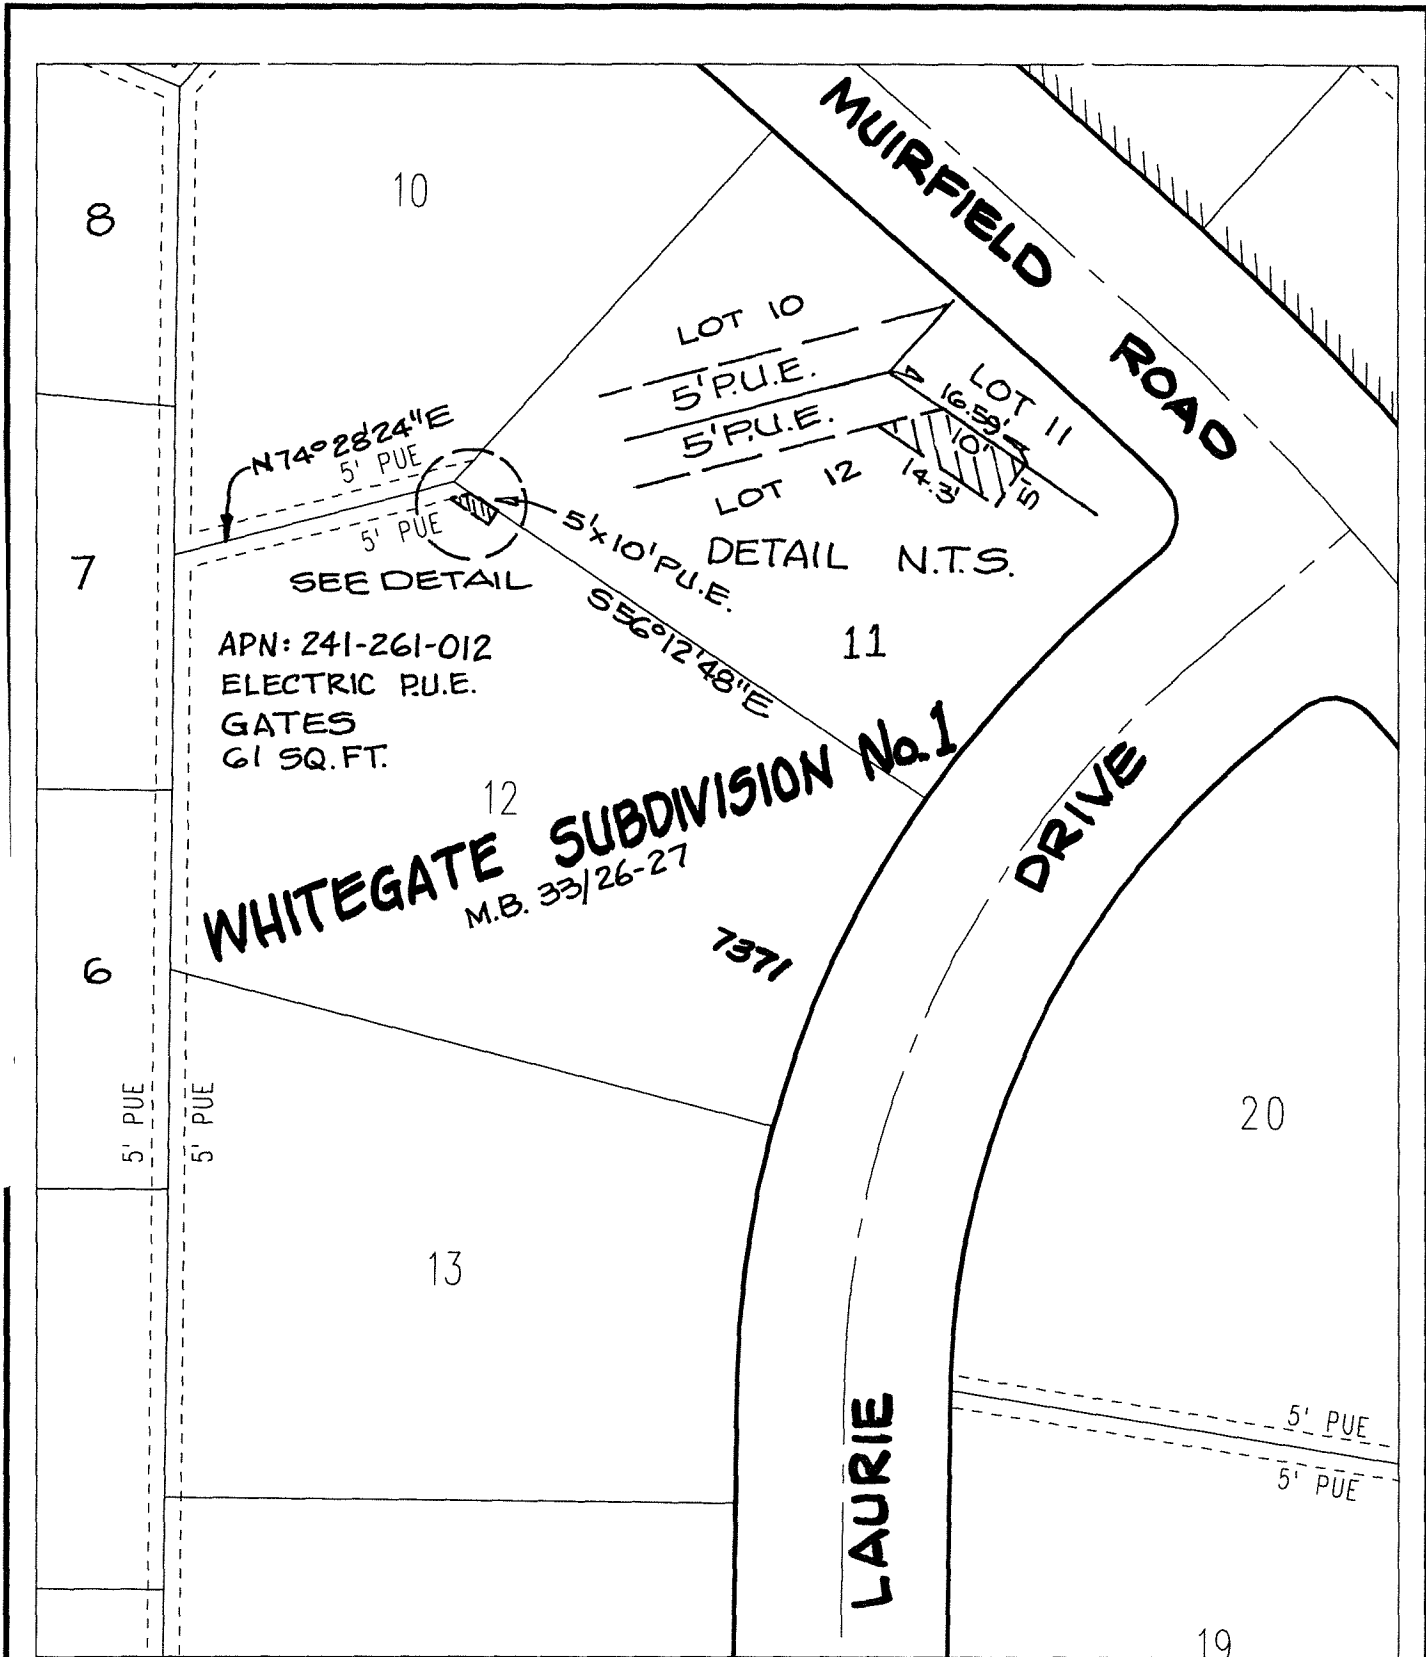 MUIRFIELD ROAD
10
8
LOT 10
5' P.U.E.
5' P.U.E.
LOT 11
16.59'
10'
LOT 12
14.3'
5'
DETAIL N.T.S.
N74°28'24"E
5' PUE
5' PUE
7
SEE DETAIL
5'x10' P.U.E.
S56°12'48"E
11
APN: 241-261-012
ELECTRIC P.U.E.
GATES
61 SQ. FT.
12
WHITEGATE SUBDIVISION No. 1
M.B. 33/26-27
7371
6
5' PUE
5' PUE
20
13
LAURIE DRIVE
5' PUE
5' PUE
19